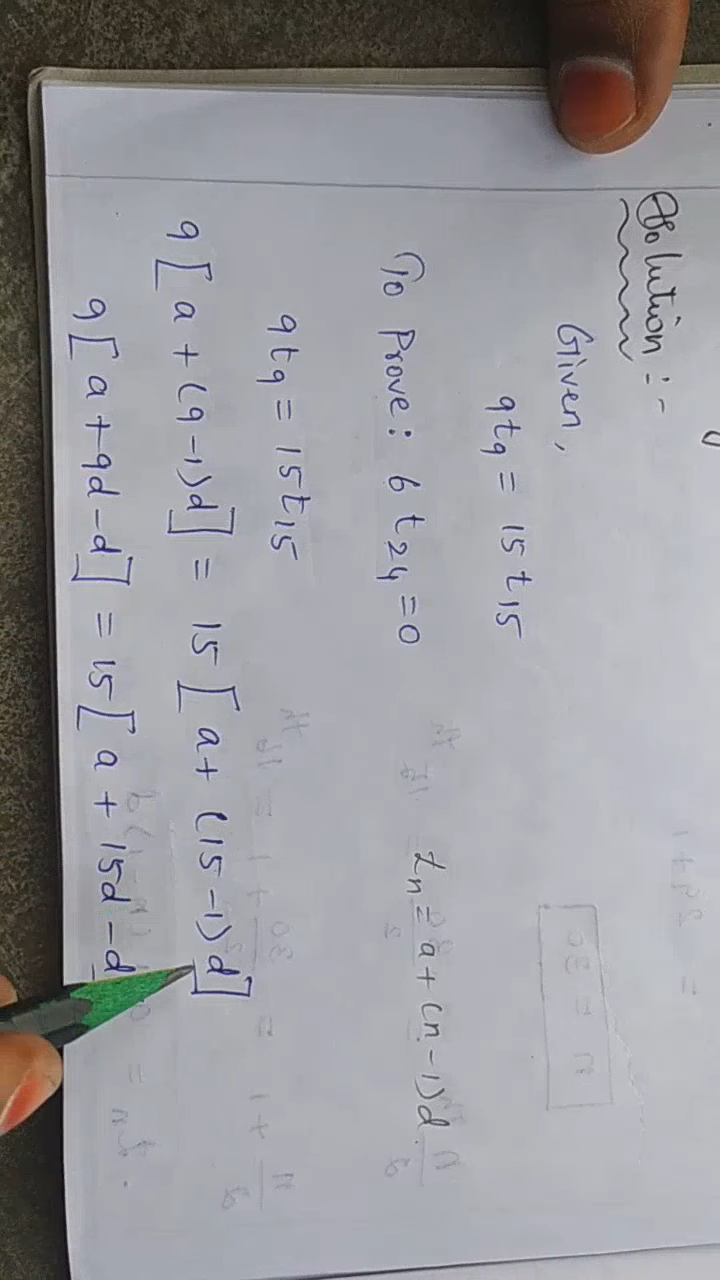 Solution :-
Given,
9t9 = 15t15
To Prove: 6t24=0
tn = a + (n-1)d
9t9 = 15t15
9[a + (9-1)d] = 15[a + (15-1)d]
9[a + 9d - d] = 15[a + 15d - d